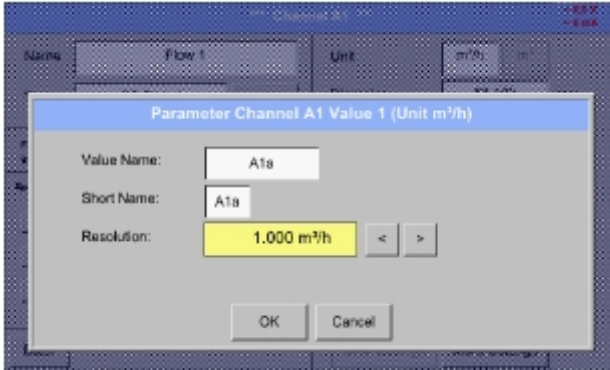 *** Channel A1 ***
Name
Flow 1
Unit
m³/h
m³
Parameter Channel A1 Value 1 (Unit m³/h)
Value Name:
A1a
Short Name:
A1a
Resolution:
1.000 m³/h
<
>
OK
Cancel